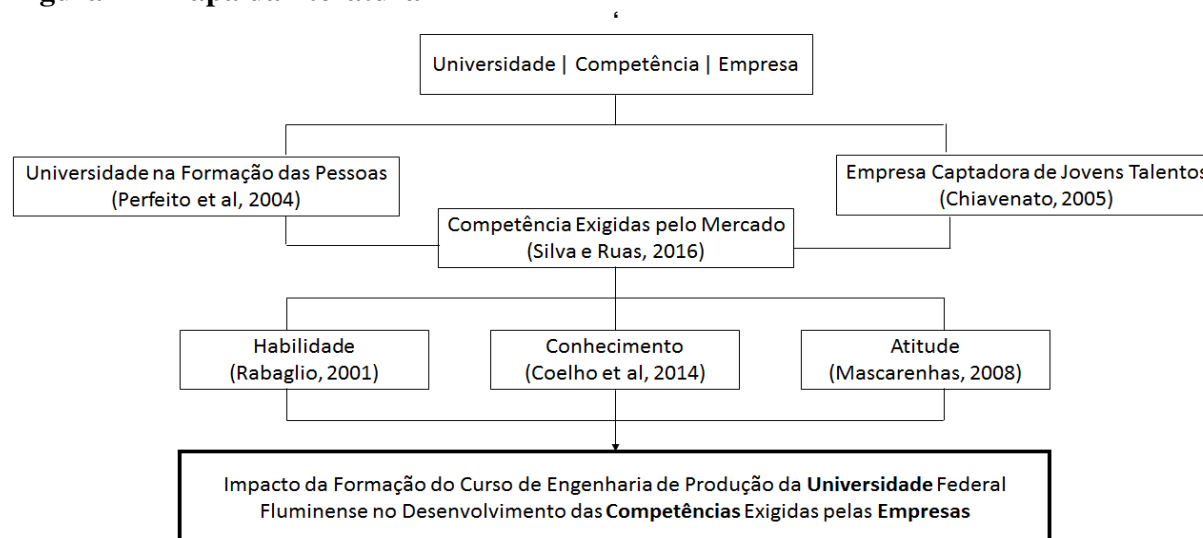 ‘
Universidade | Competência | Empresa
Universidade na Formação das Pessoas
(Perfeito et al, 2004)
Empresa Captadora de Jovens Talentos
(Chiavenato, 2005)
Competência Exigidas pelo Mercado
(Silva e Ruas, 2016)
Habilidade
(Rabaglio, 2001)
Conhecimento
(Coelho et al, 2014)
Atitude
(Mascarenhas, 2008)
Impacto da Formação do Curso de Engenharia de Produção da Universidade Federal
Fluminense no Desenvolvimento das Competências Exigidas pelas Empresas